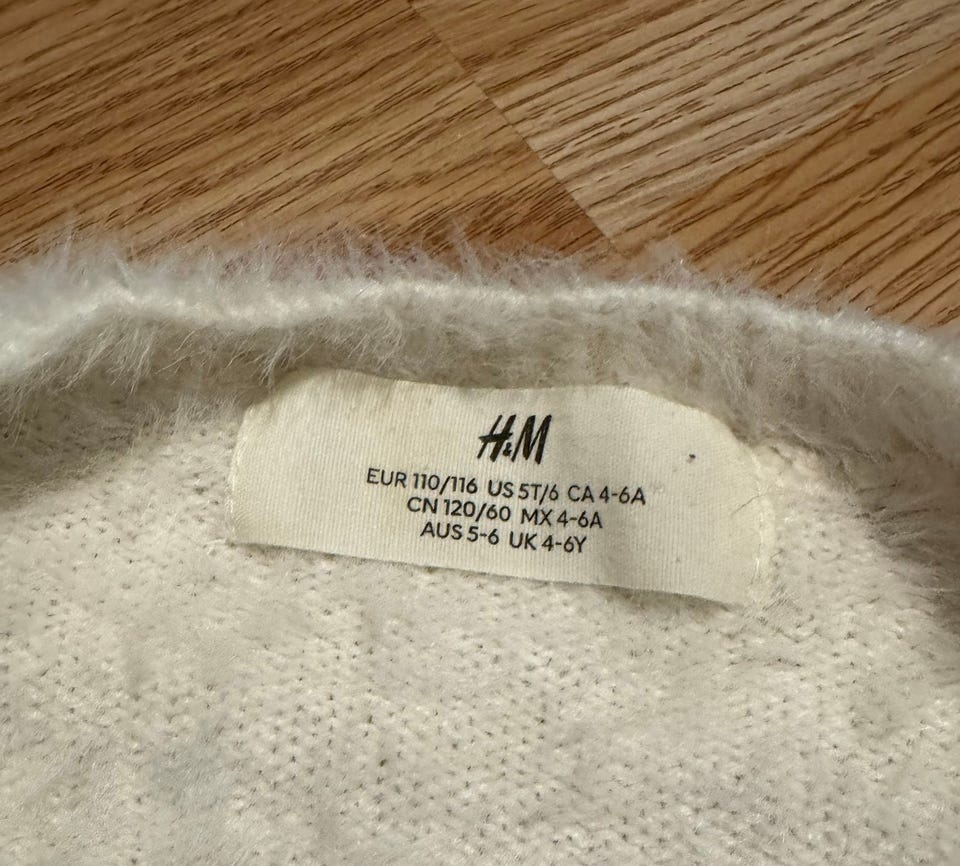 H&M
EUR 110/116 US 5T/6 CA 4-6A
CN 120/60 MX 4-6A
AUS 5-6 UK 4-6Y